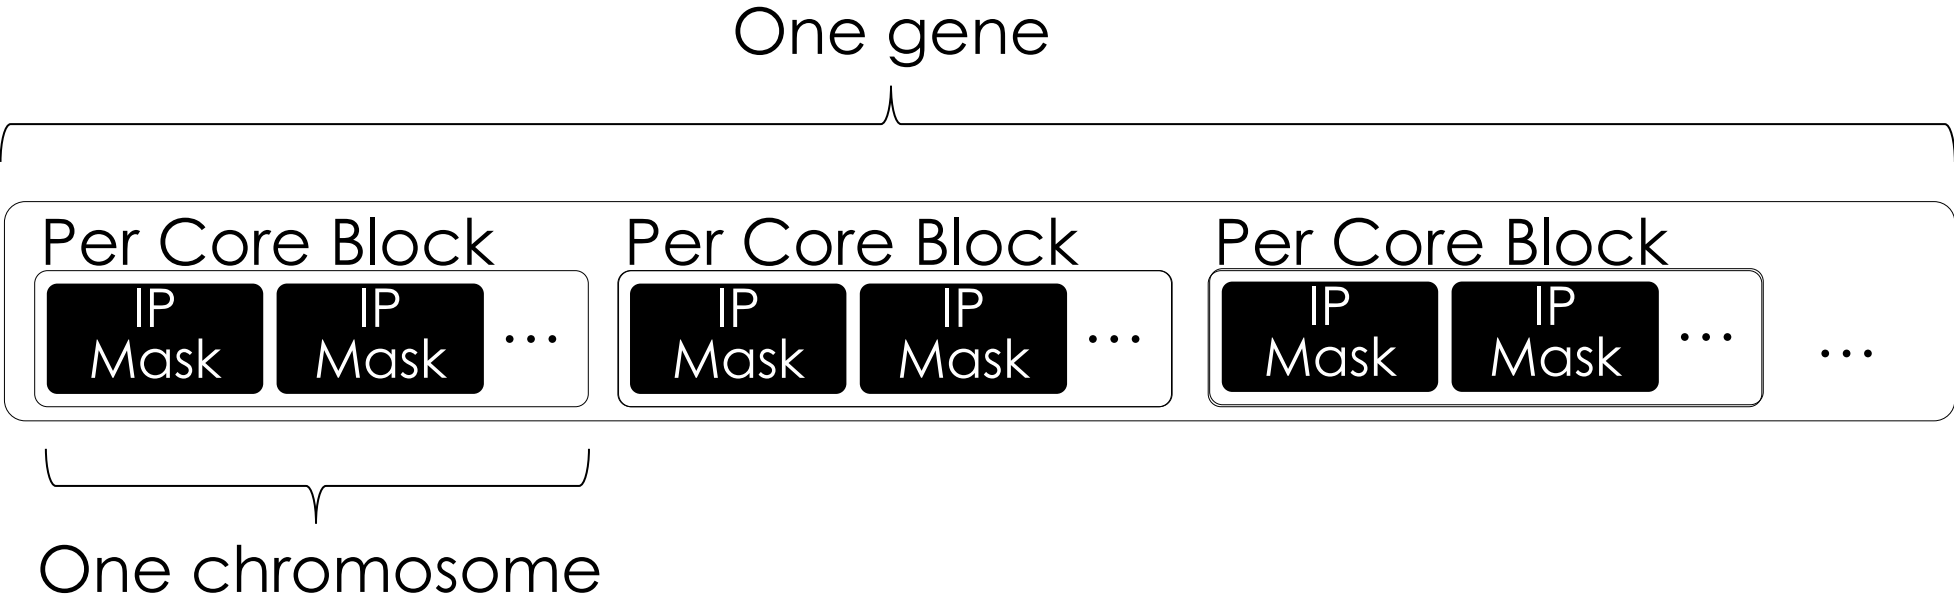 One gene
Per Core Block
IP
Mask
IP
Mask
...
Per Core Block
IP
Mask
IP
Mask
...
Per Core Block
IP
Mask
IP
Mask
...
...
One chromosome